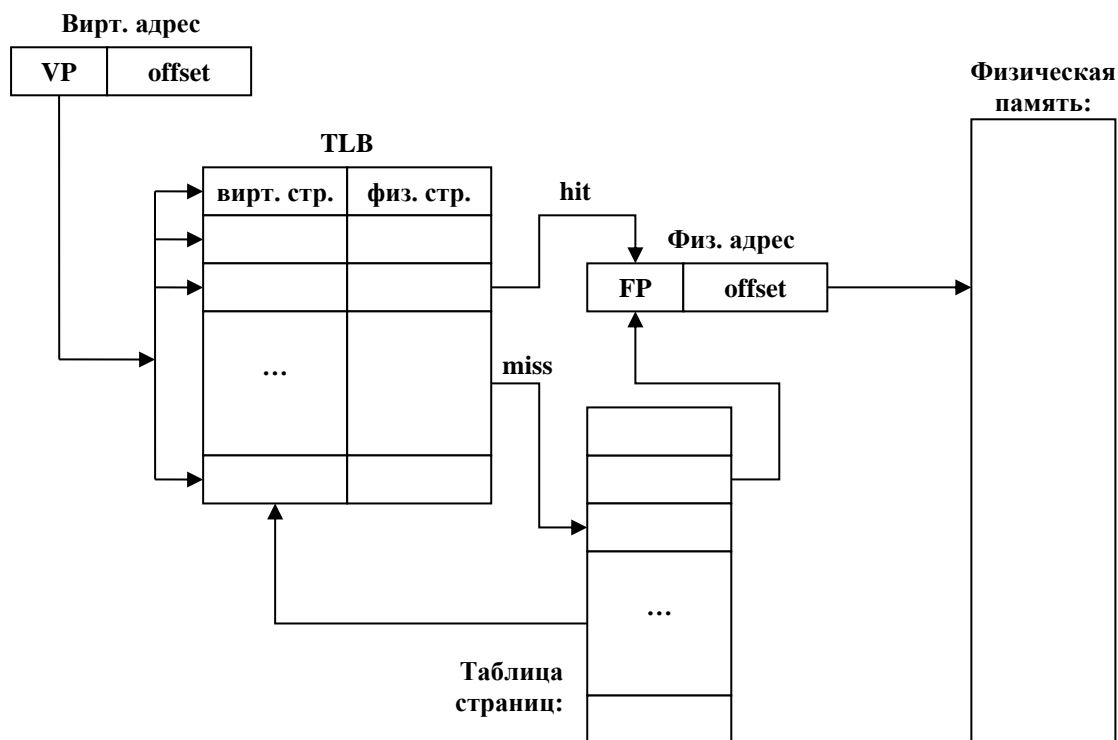 Вирт. адрес
VP offset
Физическая
память:
TLB
вирт. стр. физ. стр.
hit
Физ. адрес
FP offset
...
miss
...
Таблица
страниц: